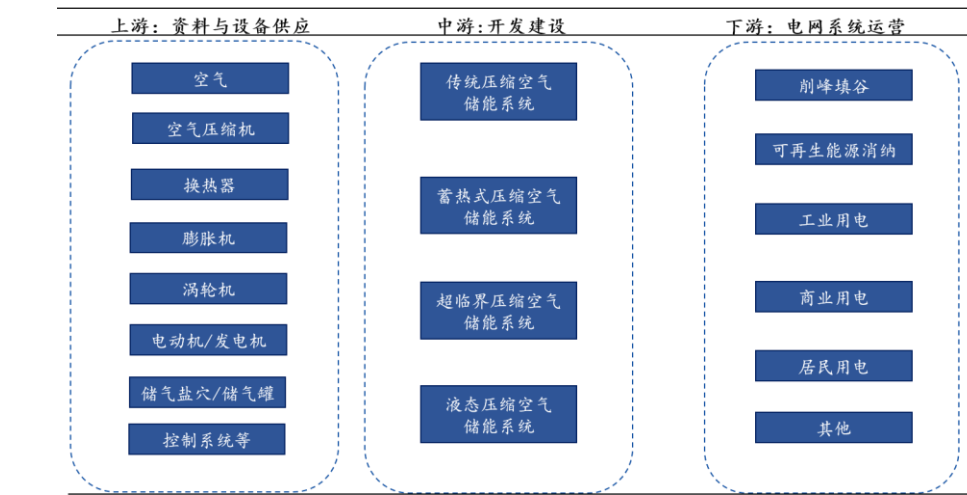 上游：资料与设备供应
空气
空气压缩机
换热器
膨胀机
涡轮机
电动机/发电机
储气盐穴/储气罐
控制系统等
中游:开发建设
传统压缩空气
储能系统
蓄热式压缩空气
储能系统
超临界压缩空气
储能系统
液态压缩空气
储能系统
下游：电网系统运营
削峰填谷
可再生能源消纳
工业用电
商业用电
居民用电
其他